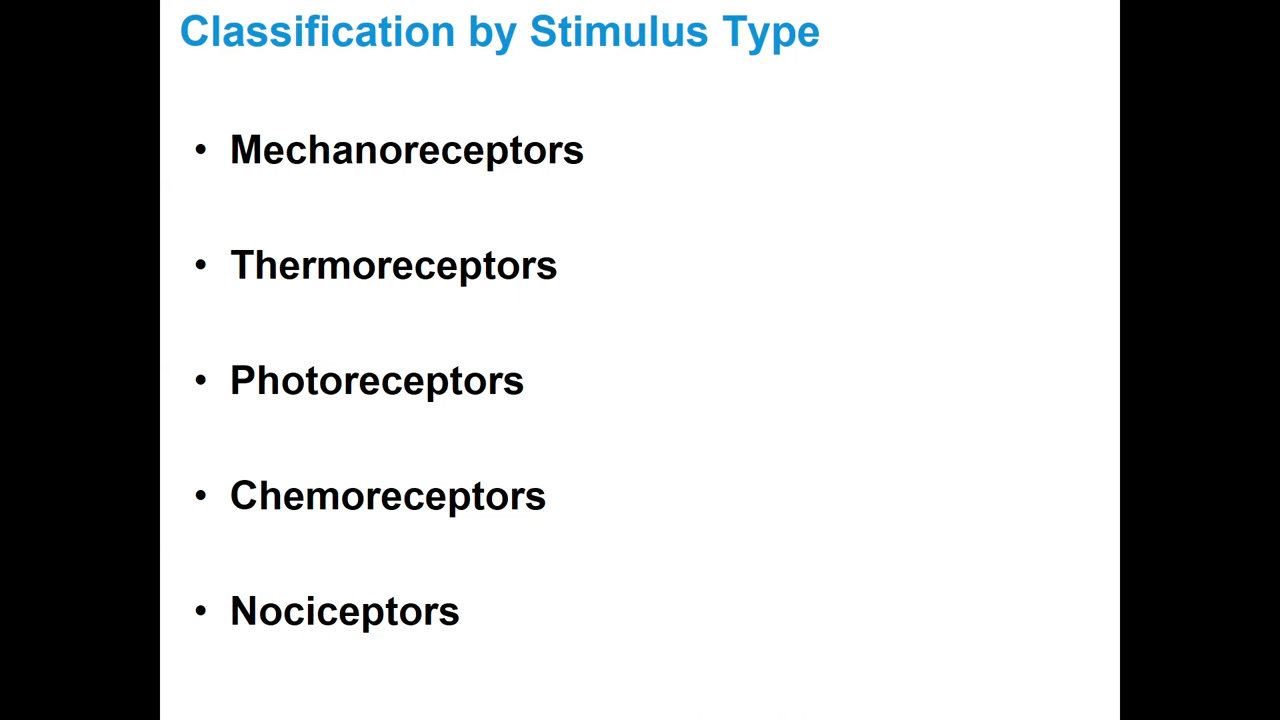 Classification by Stimulus Type
• Mechanoreceptors
• Thermoreceptors
• Photoreceptors
• Chemoreceptors
• Nociceptors